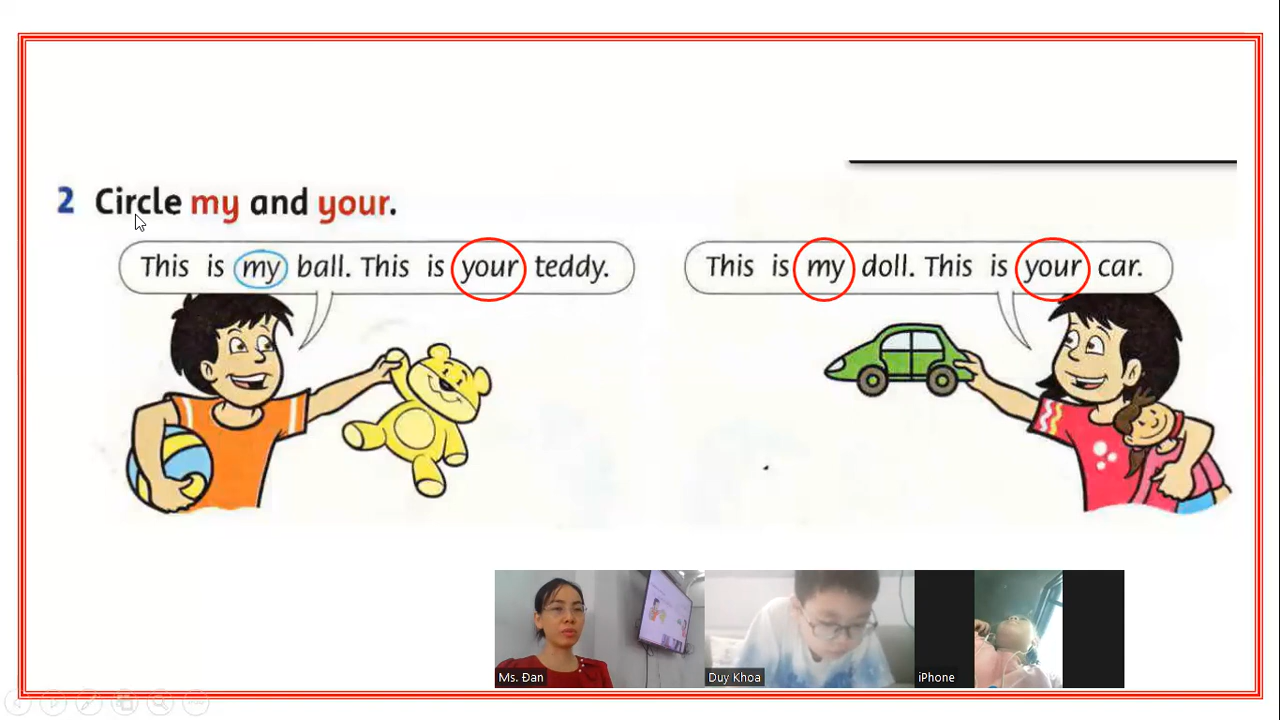 2 Circle my and your.
This is my ball. This is your teddy.
This is my doll. This is your car.
Ms. Đan
Duy Khoa
iPhone